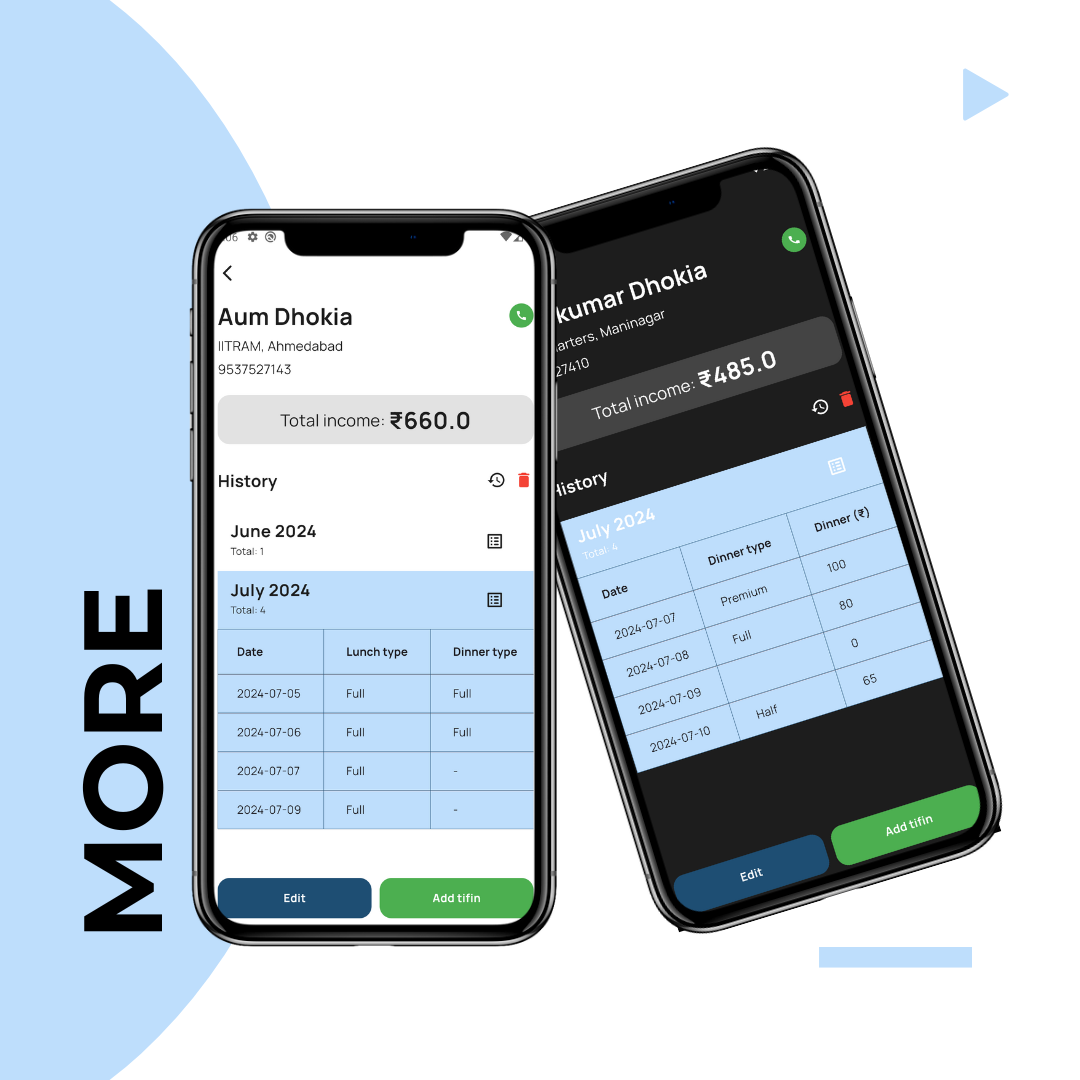 MORE
:06
Aum Dhokia
IITRAM, Ahmedabad
9537527143
Total income: ₹660.0
History
June 2024
Total: 1
July 2024
Total: 4
Date Lunch type Dinner type
2024-07-05 Full Full
2024-07-06 Full Full
2024-07-07 Full -
2024-07-09 Full -
Edit Add tifin
kumar Dhokia
arters, Maninagar
27410
Total income: ₹485.0
History
July 2024
Total: 4
Date Dinner type Dinner (₹)
2024-07-07 Premium 100
2024-07-08 Full 80
2024-07-09 0
2024-07-10 Half 65
Edit Add tifin